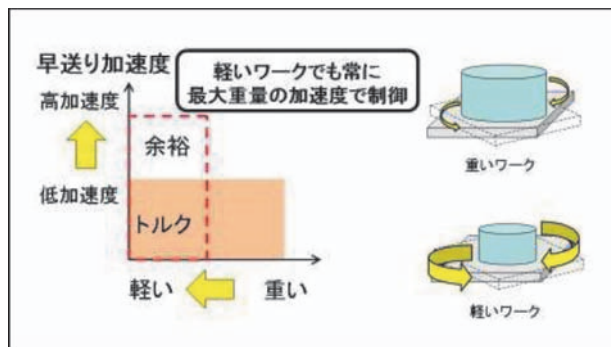 早送り加速度
軽いワークでも常に
最大重量の加速度で制御
高加速度
余裕
低加速度
トルク
軽い
重い
重いワーク
軽いワーク